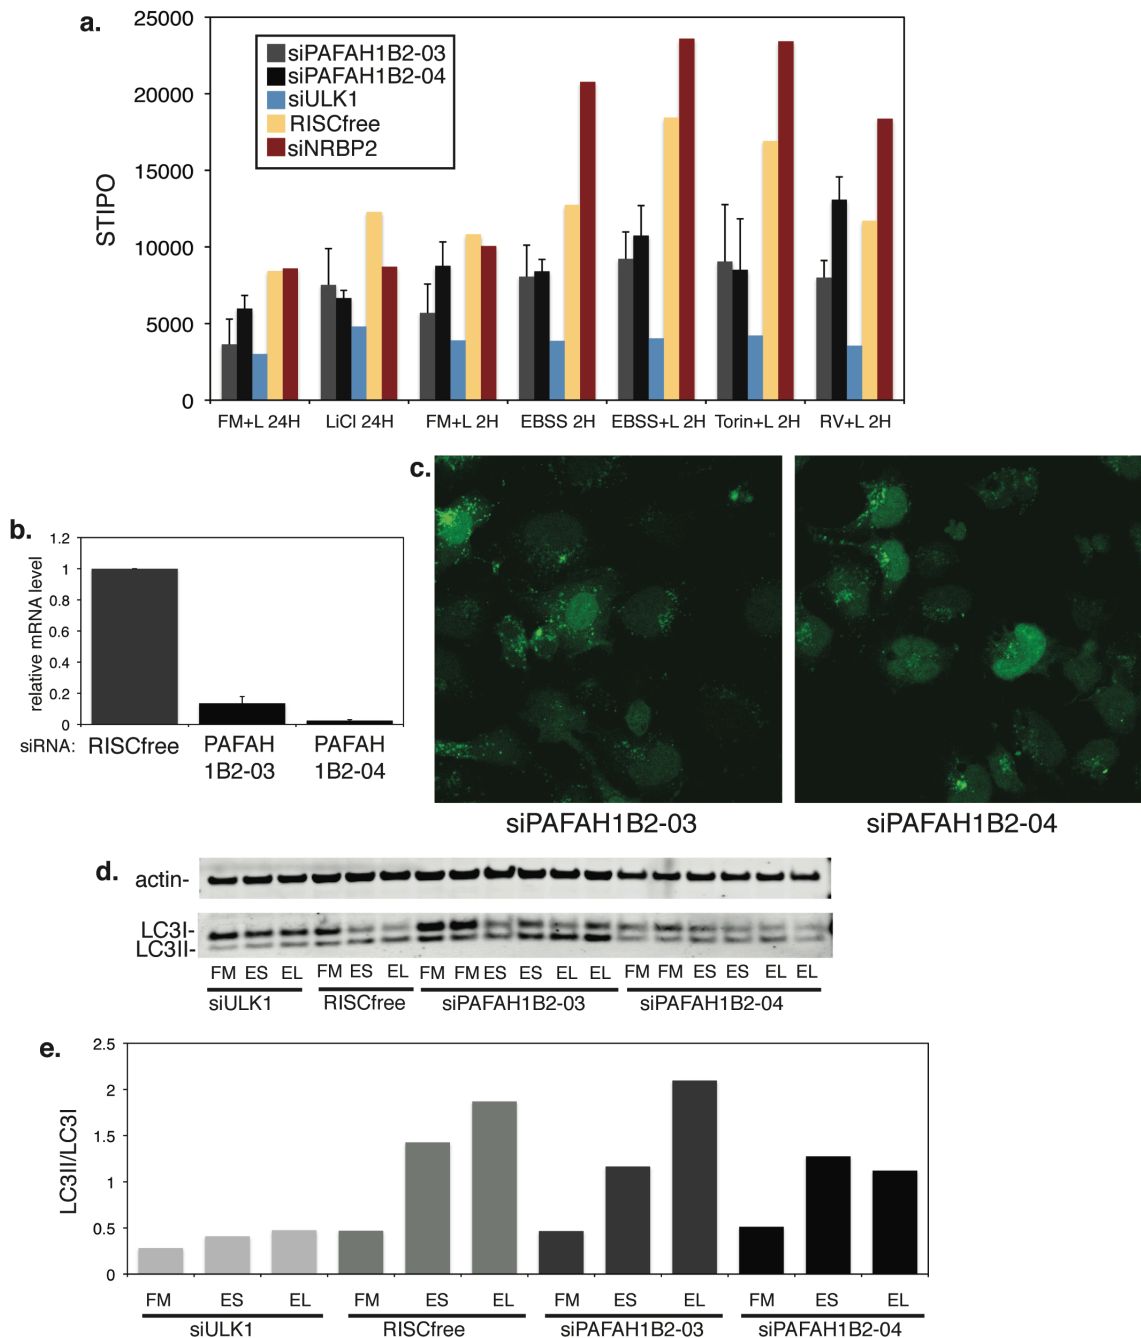 a.
25000
20000
15000
10000
5000
0
STIPO
siPAFAH1B2-03
siPAFAH1B2-04
siULK1
RISCfree
siNRBP2
FM+L 24H LiCl 24H FM+L 2H EBSS 2H EBSS+L 2H Torin+L 2H RV+L 2H
b.
1.2
1
0.8
0.6
0.4
0.2
0
relative mRNA level
siRNA: RISCfree PAFAH 1B2-03 PAFAH 1B2-04
c.
siPAFAH1B2-03 siPAFAH1B2-04
d.
actin-
LC3I-
LC3II-
FM ES EL FM ES EL FM FM ES ES EL EL FM FM ES ES EL EL
siULK1 RISCfree siPAFAH1B2-03 siPAFAH1B2-04
e.
2.5
2
1.5
1
0.5
0
LC3II/LC3I
FM ES EL FM ES EL FM ES EL FM ES EL
siULK1 RISCfree siPAFAH1B2-03 siPAFAH1B2-04